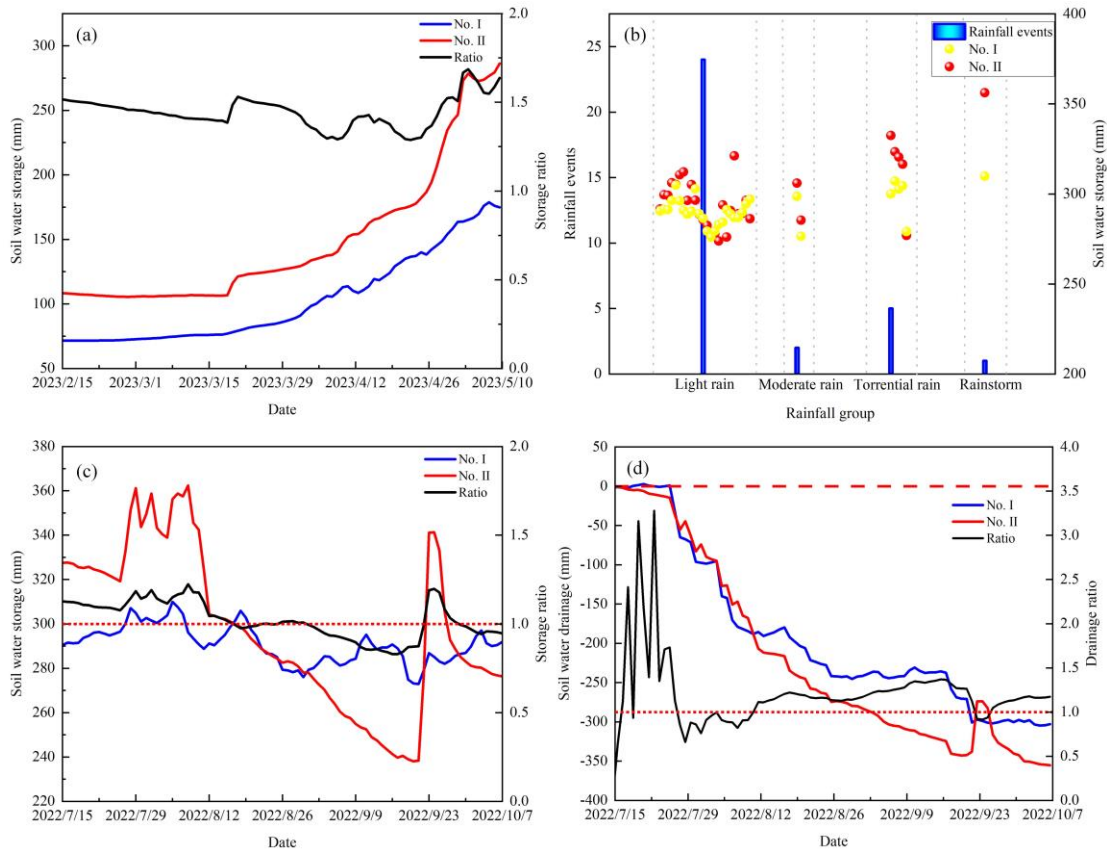 (a)
No. I
No. II
Ratio
Soil water storage (mm)
300
250
200
150
100
50
2.0
1.5
1.0
0.5
0.0
Storage ratio
2023/2/15 2023/3/1 2023/3/15 2023/3/29 2023/4/12 2023/4/26 2023/5/10
Date
(b)
Rainfall events
No. I
No. II
Rainfall events
25
20
15
10
5
0
400
350
300
250
200
Soil water storage (mm)
Light rain Moderate rain Torrential rain Rainstorm
Rainfall group
(c)
No. I
No. II
Ratio
Soil water storage (mm)
380
360
340
320
300
280
260
240
220
2.0
1.5
1.0
0.5
0.0
Storage ratio
2022/7/15 2022/7/29 2022/8/12 2022/8/26 2022/9/9 2022/9/23 2022/10/7
Date
(d)
No. I
No. II
Ratio
Soil water drainage (mm)
50
0
-50
-100
-150
-200
-250
-300
-350
-400
4.0
3.5
3.0
2.5
2.0
1.5
1.0
0.5
0.0
Drainage ratio
2022/7/15 2022/7/29 2022/8/12 2022/8/26 2022/9/9 2022/9/23 2022/10/7
Date